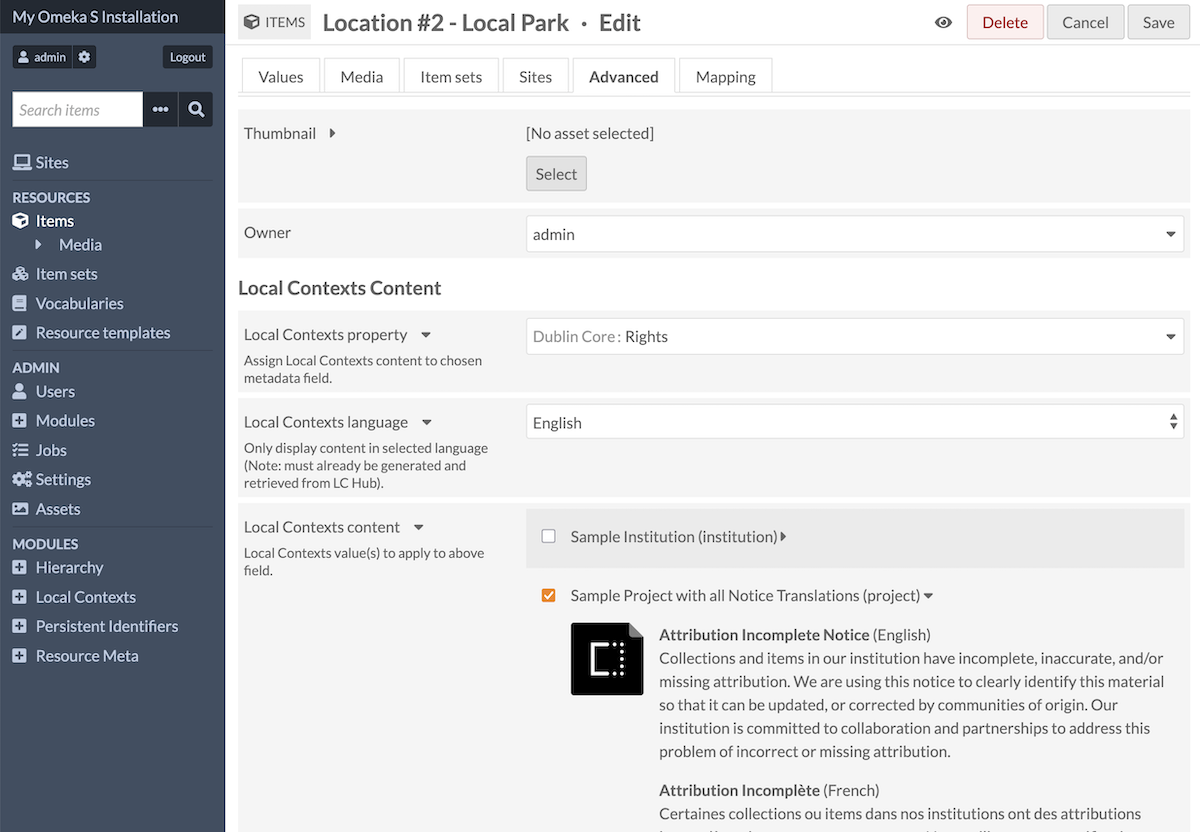 My Omeka S Installation
admin
Logout
Search items
Sites
RESOURCES
Items
Media
Item sets
Vocabularies
Resource templates
ADMIN
Users
Modules
Jobs
Settings
Assets
MODULES
Hierarchy
Local Contexts
Persistent Identifiers
Resource Meta
ITEMS Location #2 - Local Park · Edit
Delete Cancel Save
Values Media Item sets Sites Advanced Mapping
Thumbnail
[No asset selected]
Select
Owner
admin
Local Contexts Content
Local Contexts property
Assign Local Contexts content to chosen
metadata field.
Dublin Core: Rights
Local Contexts language
Only display content in selected language
(Note: must already be generated and
retrieved from LC Hub).
English
Local Contexts content
Local Contexts value(s) to apply to above
field.
Sample Institution (institution)
Sample Project with all Notice Translations (project)
Attribution Incomplete Notice (English)
Collections and items in our institution have incomplete, inaccurate, and/or
missing attribution. We are using this notice to clearly identify this material
so that it can be updated, or corrected by communities of origin. Our
institution is committed to collaboration and partnerships to address this
problem of incorrect or missing attribution.
Attribution Incomplète (French)
Certaines collections ou items dans nos institutions ont des attributions